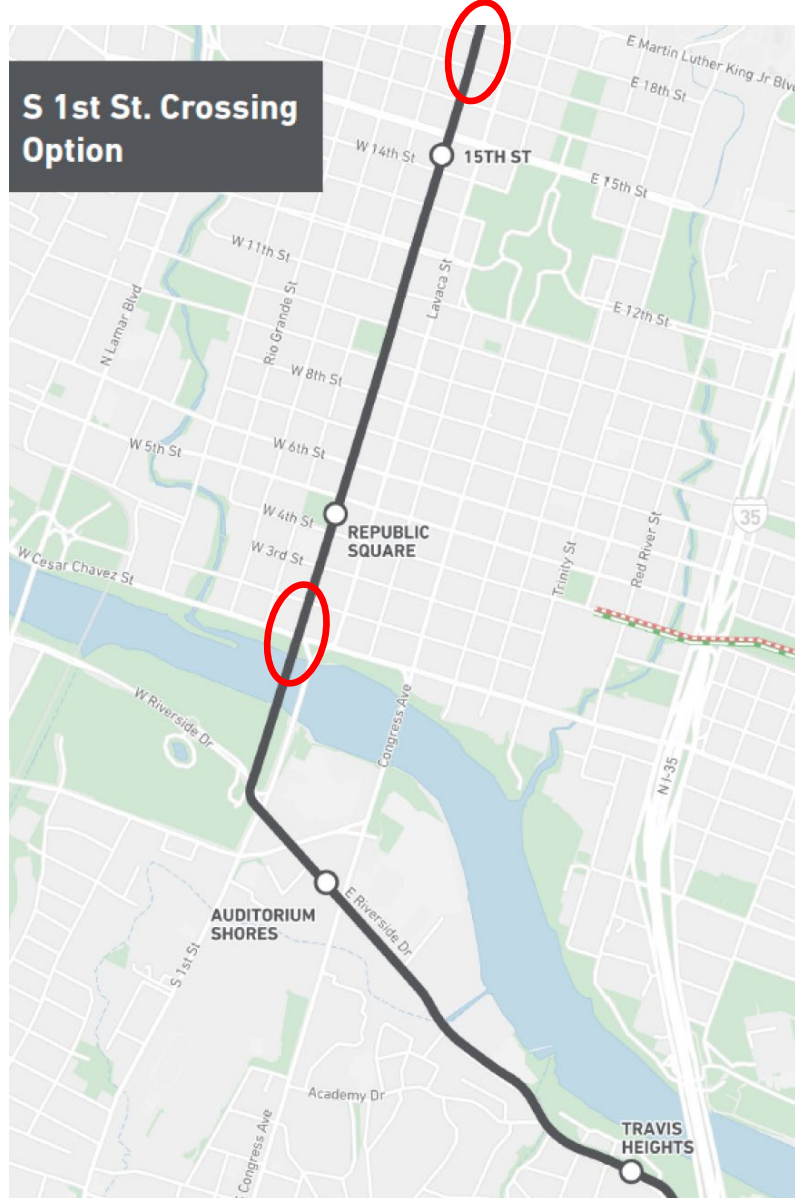 E Martin Luther King Jr Blvd
E 18th St
S 1st St. Crossing
Option
W 14th St
15TH ST
E 15th St
W 11th St
Rio Grande St
Lavaca St
E 12th St
N Lamar Blvd
W 8th St
W 6th St
W 5th St
W 4th St
REPUBLIC
SQUARE
35
W 3rd St
Trinity St
Red River St
W Cesar Chavez St
W Riverside Dr
Congress Ave
N I-35
AUDITORIUM
SHORES
E Riverside Dr
S 1st St
Academy Dr
S Congress Ave
TRAVIS
HEIGHTS